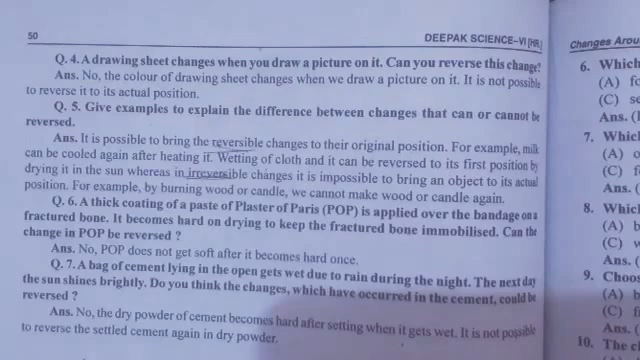 50
DEEPAK SCIENCE–VI [HR.
Q. 4. A drawing sheet changes when you draw a picture on it. Can you reverse this change?
Ans. No, the colour of drawing sheet changes when we draw a picture on it. It is not possible
to reverse it to its actual position.
Q. 5. Give examples to explain the difference between changes that can or cannot be
reversed.
Ans. It is possible to bring the reversible changes to their original position. For example, milk
can be cooled again after heating it. Wetting of cloth and it can be reversed to its first position by
drying it in the sun whereas in irreversible changes it is impossible to bring an object to its actual
position. For example, by burning wood or candle, we cannot make wood or candle again.
Q. 6. A thick coating of a paste of Plaster of Paris (POP) is applied over the bandage on a
fractured bone. It becomes hard on drying to keep the fractured bone immobilised. Can the
change in POP be reversed ?
Ans. No, POP does not get soft after it becomes hard once.
Q. 7. A bag of cement lying in the open gets wet due to rain during the night. The next day
the sun shines brightly. Do you think the changes, which have occurred in the cement, could be
reversed ?
Ans. No, the dry powder of cement becomes hard after setting when it gets wet. It is not possible
to reverse the settled cement again in dry powder.
Changes Arou
6. Which
(A) fo
(C) se
Ans. (
7. Which
(A) o
(C) f
Ans. (
8. Which
(A) b
(C) w
Ans. (
9. Choos
(A) b
(C) fi
Ans. (
10. The c